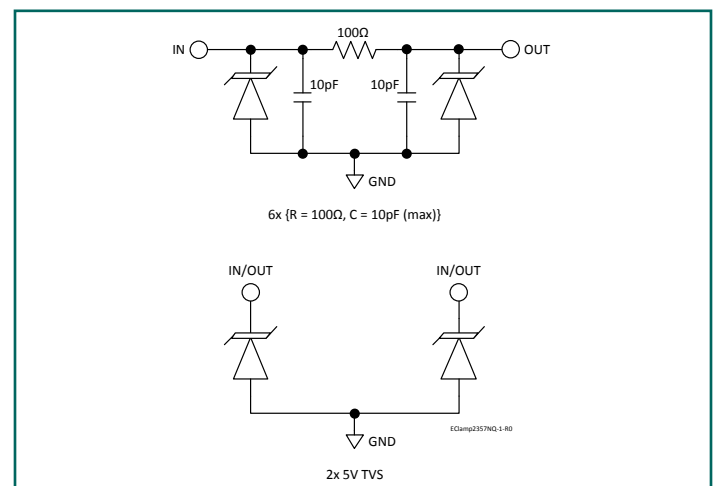 100Ω
IN
OUT
10pF
10pF
GND
6x {R = 100Ω, C = 10pF (max)}
IN/OUT
IN/OUT
EClamp2357NQ-1-R0
GND
2x 5V TVS